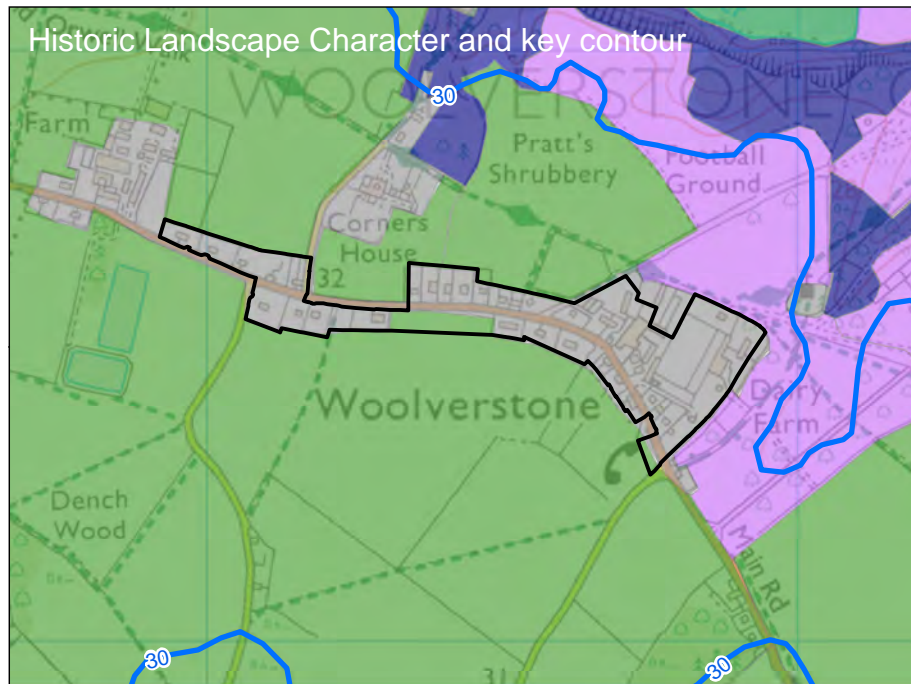 Historic Landscape Character and key contour
WOOLVERSTONE
30
Farm
Pratt's
Shrubbery
Football
Ground
Corners
House
32
Woolverstone
Dairy
Farm
Dench
Wood
Main Rd
30
31
30